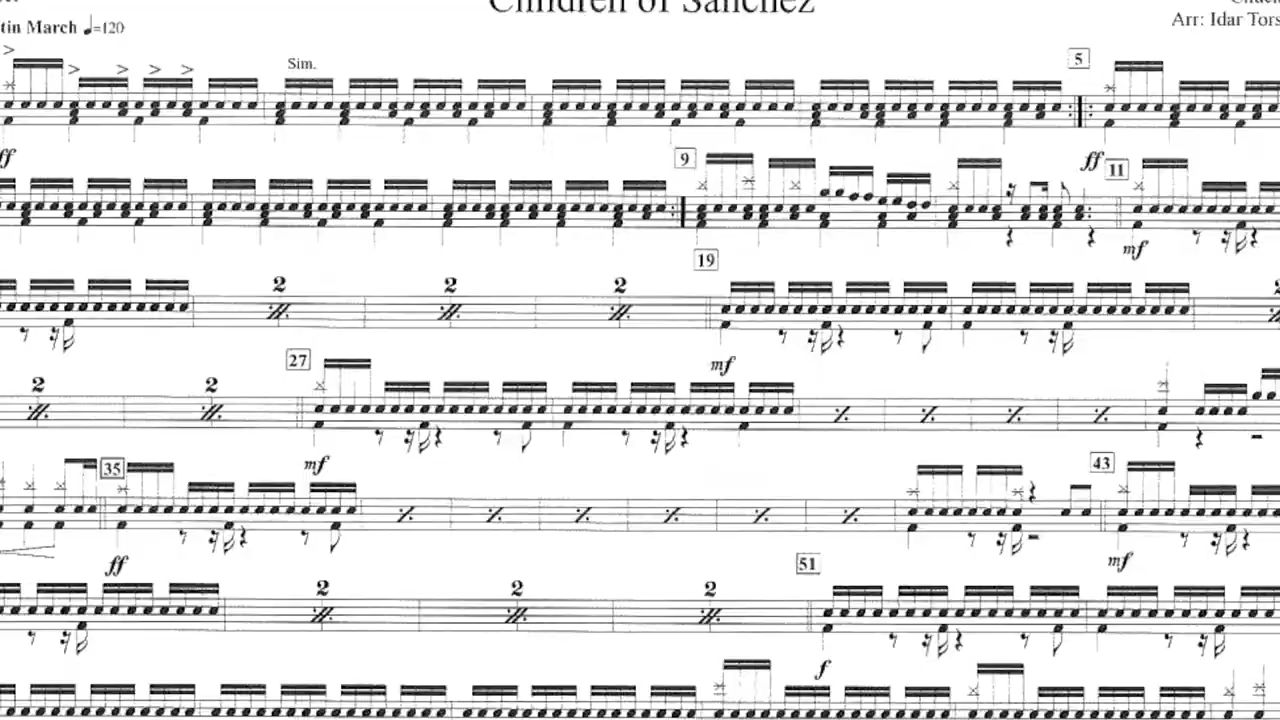 Children of Sanchez
tin March ♩=120
Arr: Idar Tors
Sim.
5
ff
9
ff
11
mf
19
2
2
2
mf
27
2
2
mf
35
43
ff
mf
51
2
2
2
f